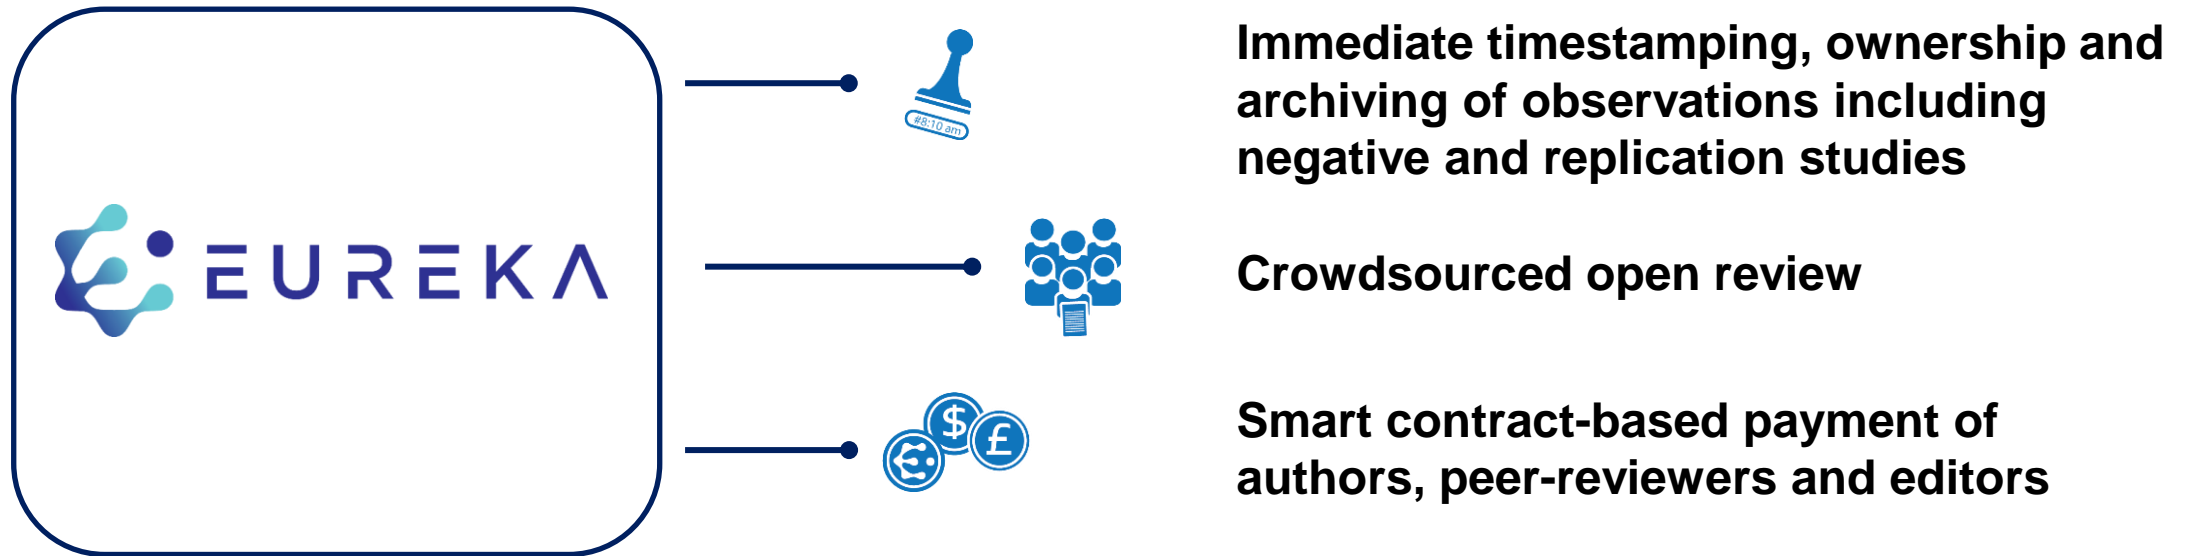 Immediate timestamping, ownership and
archiving of observations including
negative and replication studies
#8:10 am
EUREKA
Crowdsourced open review
$
£
Smart contract-based payment of
authors, peer-reviewers and editors